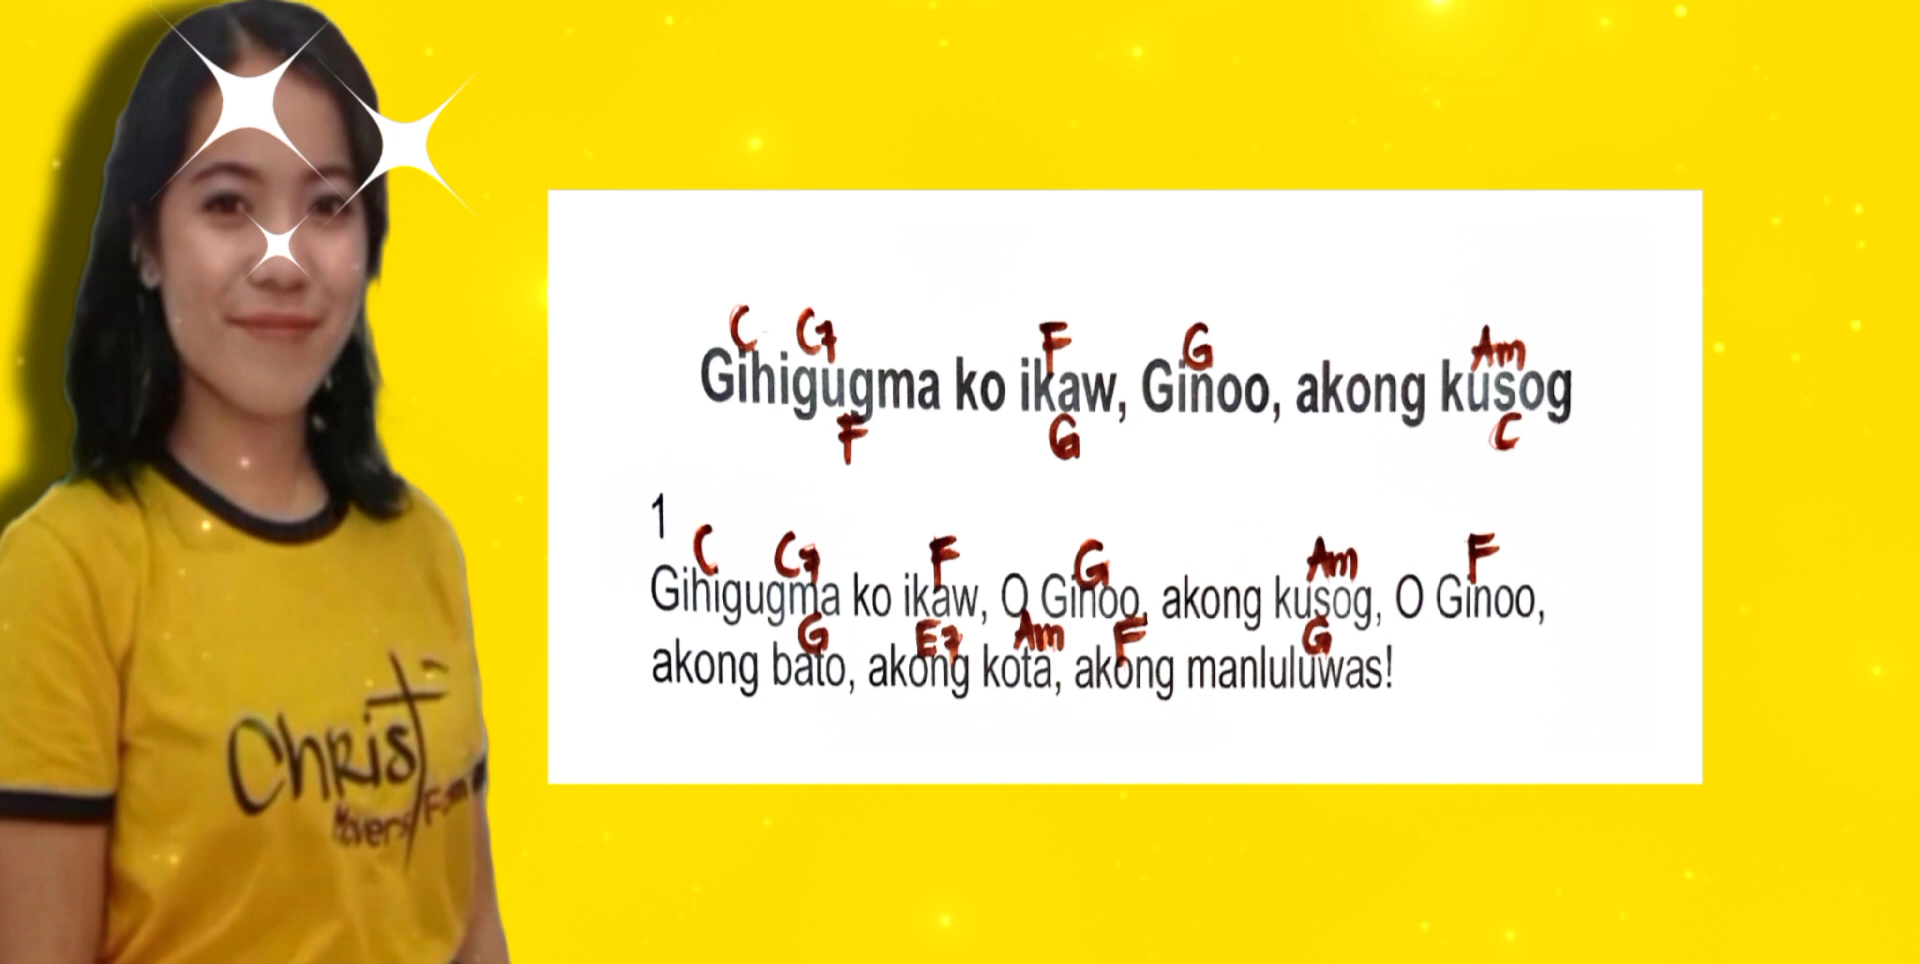 C C7 F G Am
Gihigugma ko ikaw, Ginoo, akong kusog
F G C
1
C C7 F G Am F
Gihigugma ko ikaw, O Ginoo, akong kusog, O Ginoo,
G E7 Am F G
akong bato, akong kota, akong manluluwas!
Christ
Movers